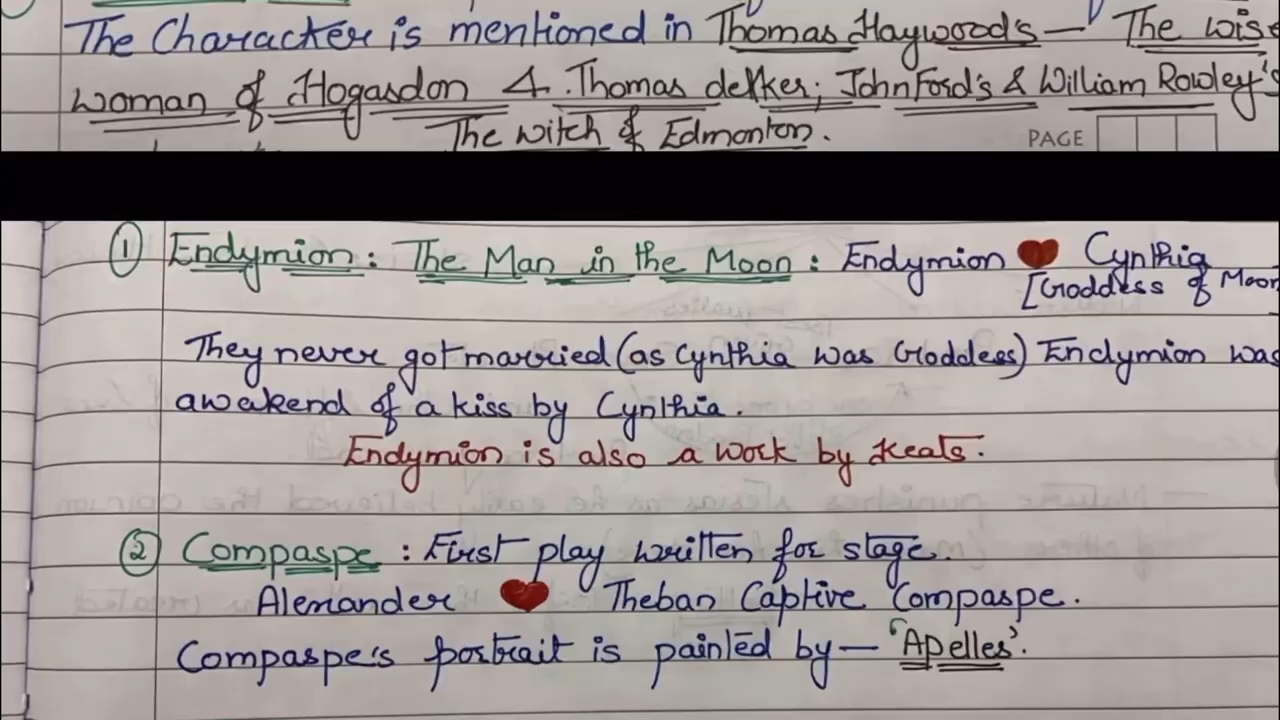 The Character is mentioned in Thomas Haywood's — The wise
woman of Hogasdon & Thomas dekker; John Ford's & William Rowley's
The witch of Edmonton.
PAGE
① Endymion: The Man in the Moon: Endymion ❤ Cynthia
[Goddess of Moon
They never got married (as Cynthia was Goddess) Endymion was
awakend of a kiss by Cynthia.
Endymion is also a work by Keats.
② Compaspe: First play written for stage.
Alexander ❤ Theban Captive Compaspe.
Compaspe's portrait is painted by — 'Apelles'.